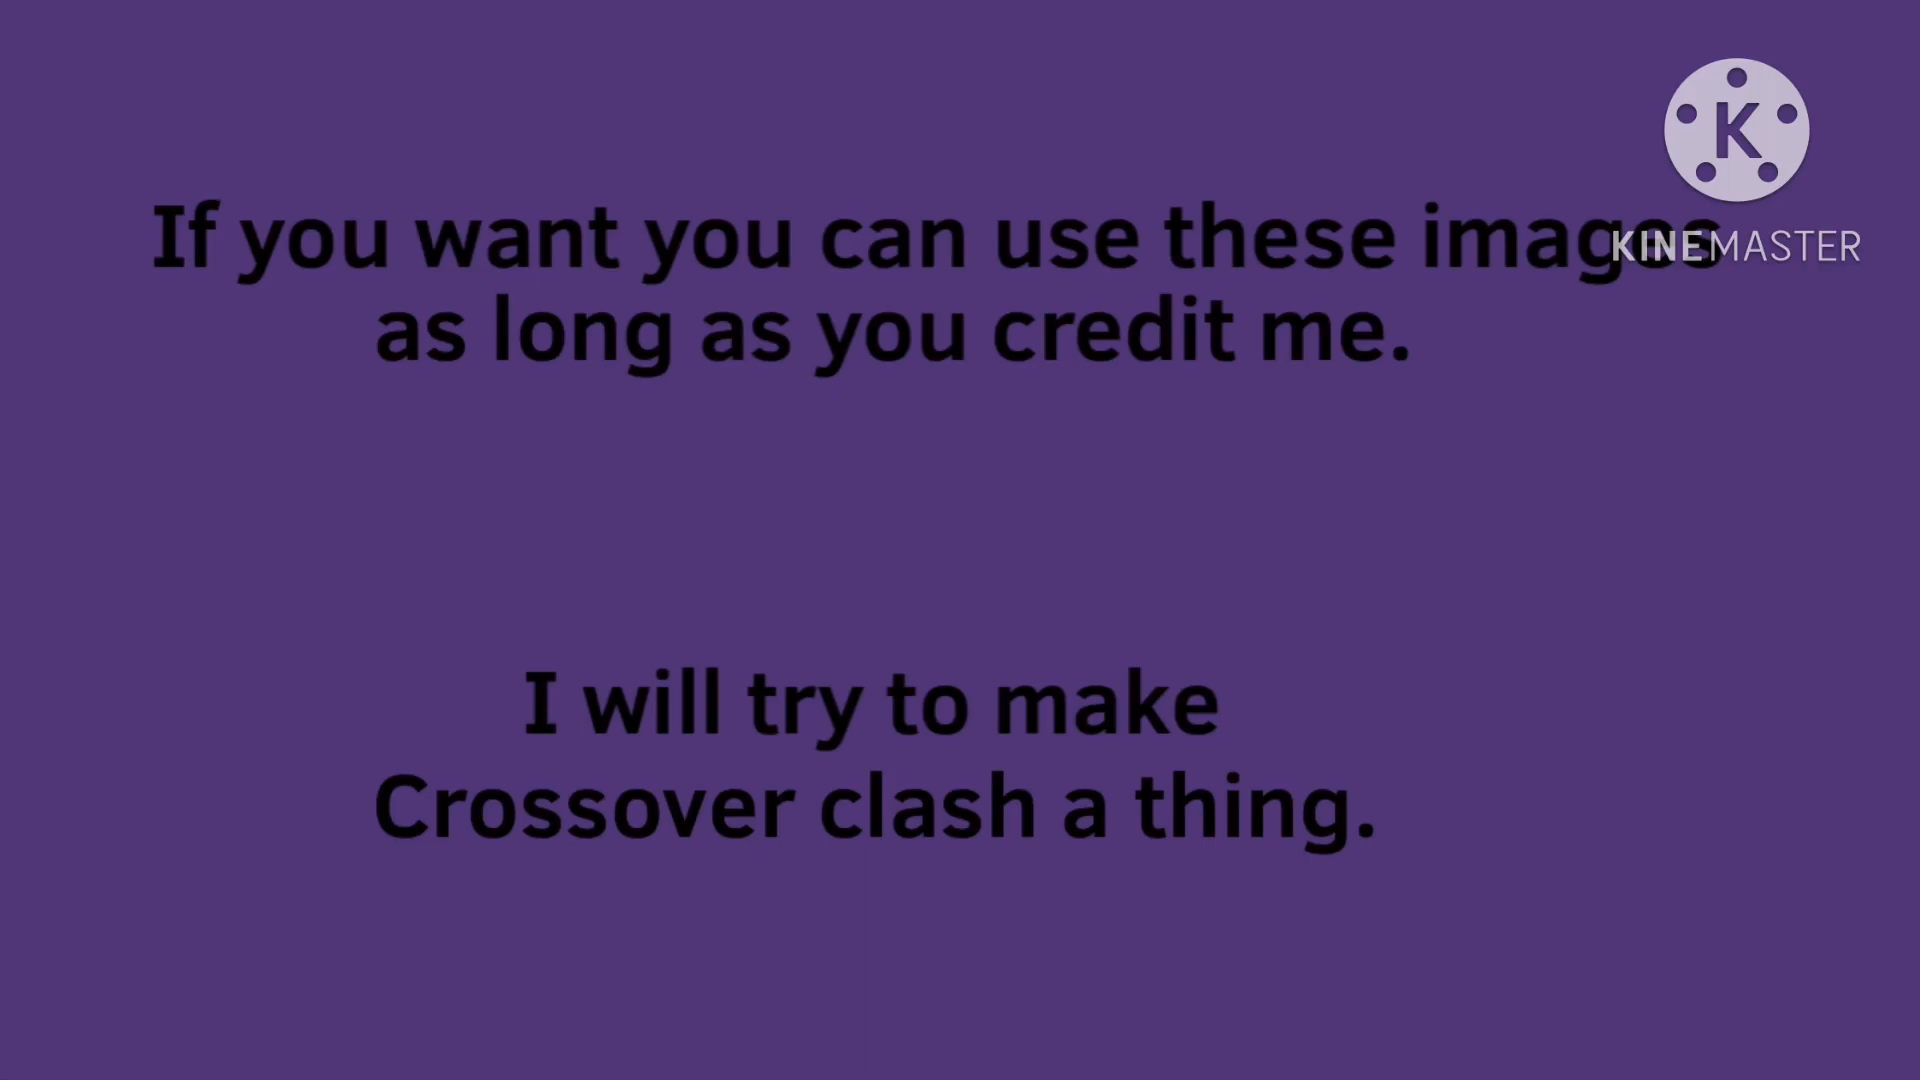 K
If you want you can use these images
KINEMASTER
as long as you credit me.
I will try to make
Crossover clash a thing.